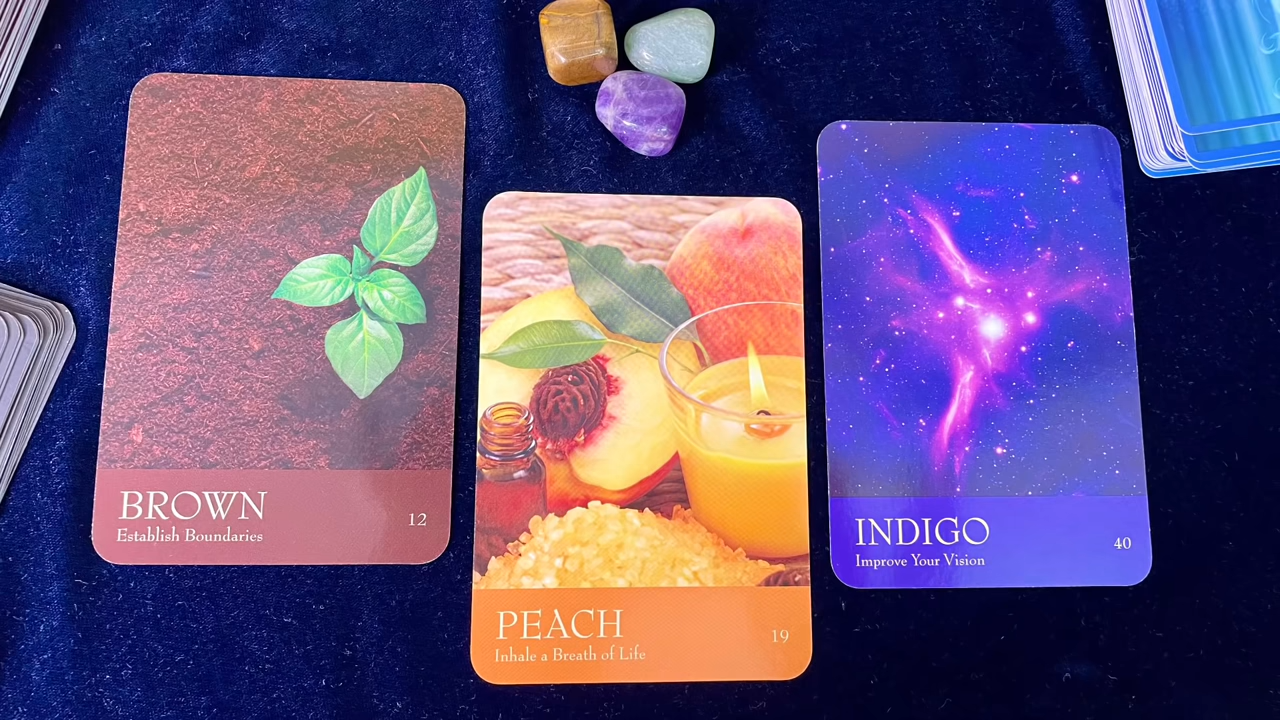 BROWN
Establish Boundaries
12
PEACH
Inhale a Breath of Life
19
INDIGO
Improve Your Vision
40